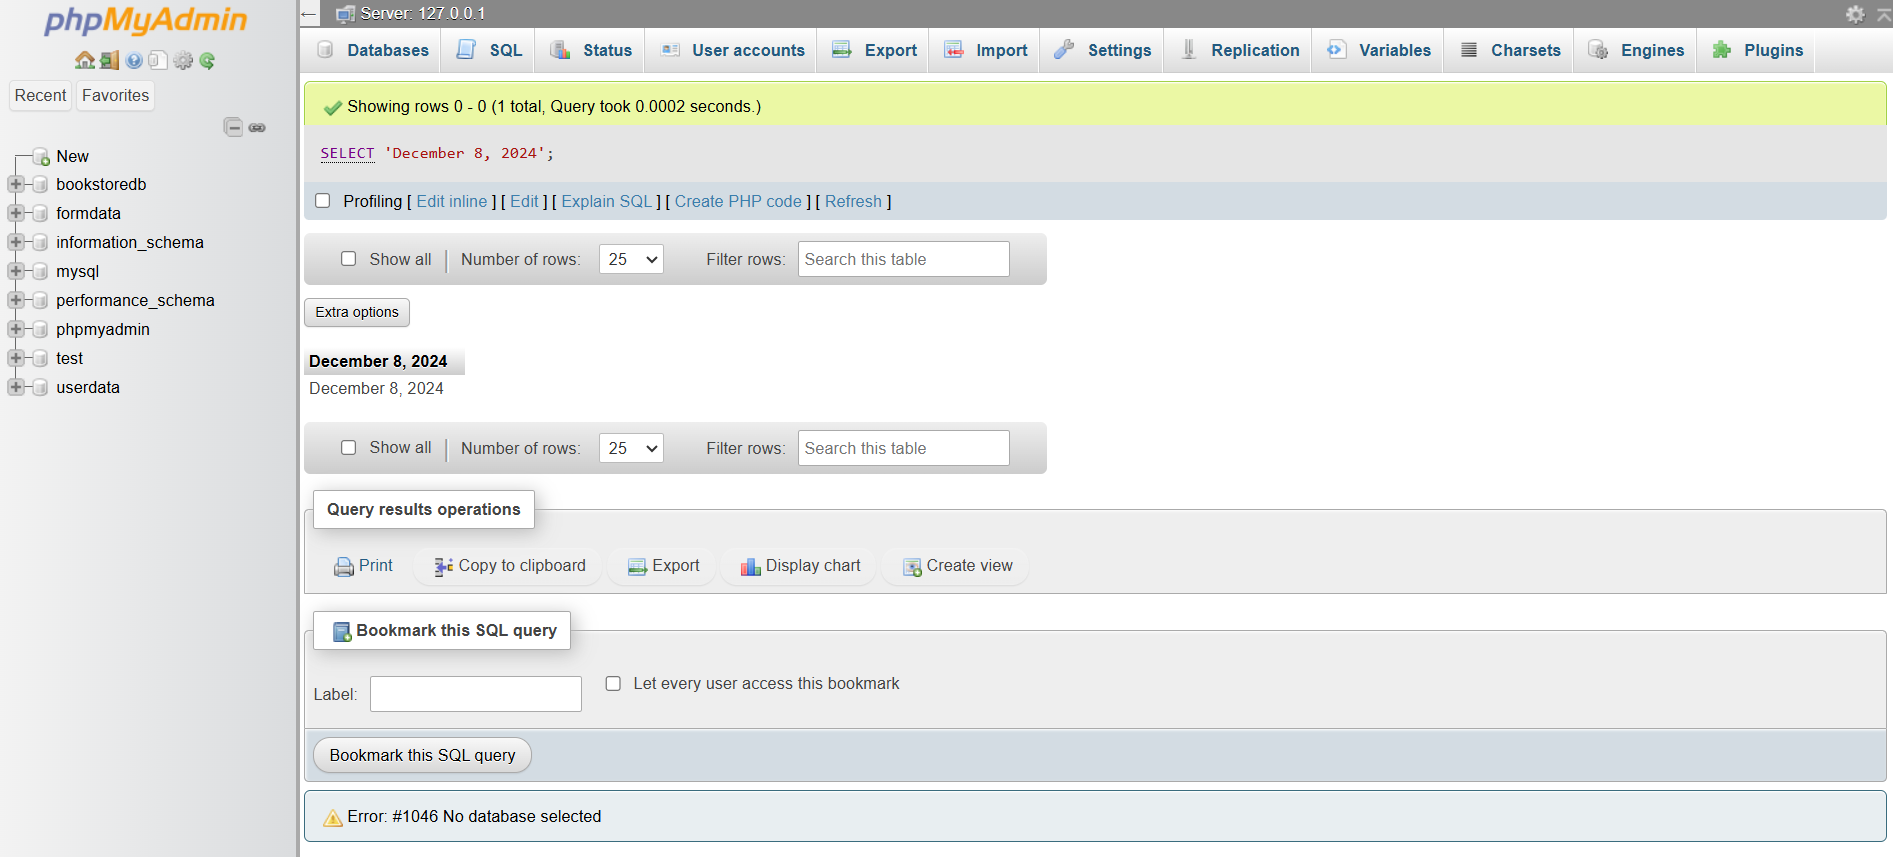 phpMyAdmin
Recent Favorites
New
bookstoredb
formdata
information_schema
mysql
performance_schema
phpmyadmin
test
userdata
Server: 127.0.0.1
Databases SQL Status User accounts Export Import Settings Replication Variables Charsets Engines Plugins
Showing rows 0 - 0 (1 total, Query took 0.0002 seconds.)
SELECT 'December 8, 2024';
Profiling [ Edit inline ] [ Edit ] [ Explain SQL ] [ Create PHP code ] [ Refresh ]
Show all Number of rows: 25 Filter rows: Search this table
Extra options
December 8, 2024
December 8, 2024
Show all Number of rows: 25 Filter rows: Search this table
Query results operations
Print Copy to clipboard Export Display chart Create view
Bookmark this SQL query
Label: Let every user access this bookmark
Bookmark this SQL query
Error: #1046 No database selected